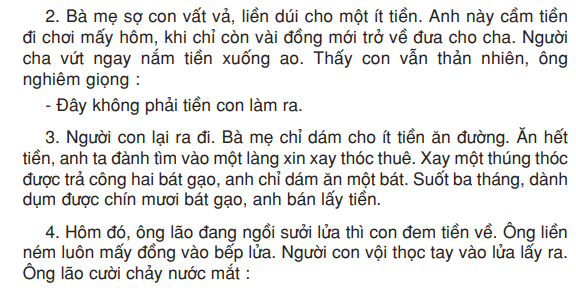 2. Bà mẹ sợ con vất vả, liền dúi cho một ít tiền. Anh này cầm tiền
đi chơi mấy hôm, khi chỉ còn vài đồng mới trở về đưa cho cha. Người
cha vứt ngay nắm tiền xuống ao. Thấy con vẫn thản nhiên, ông
nghiêm giọng :
- Đây không phải tiền con làm ra.
3. Người con lại ra đi. Bà mẹ chỉ dám cho ít tiền ăn đường. Ăn hết
tiền, anh ta đành tìm vào một làng xin xay thóc thuê. Xay một thúng thóc
được trả công hai bát gạo, anh chỉ dám ăn một bát. Suốt ba tháng, dành
dụm được chín mươi bát gạo, anh bán lấy tiền.
4. Hôm đó, ông lão đang ngồi sưởi lửa thì con đem tiền về. Ông liền
ném luôn mấy đồng vào bếp lửa. Người con vội thọc tay vào lửa lấy ra.
Ông lão cười chảy nước mắt :